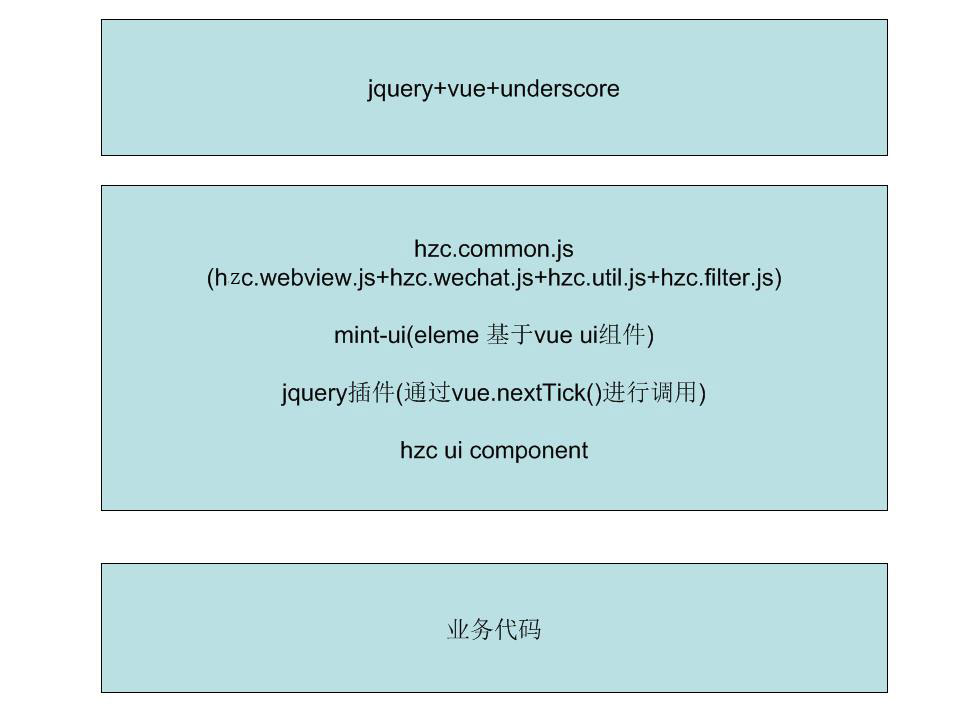 jquery+vue+underscore
hzc.common.js
(hzc.webview.js+hzc.wechat.js+hzc.util.js+hzc.filter.js)
mint-ui(eleme 基于vue ui组件)
jquery插件(通过vue.nextTick()进行调用)
hzc ui component
业务代码